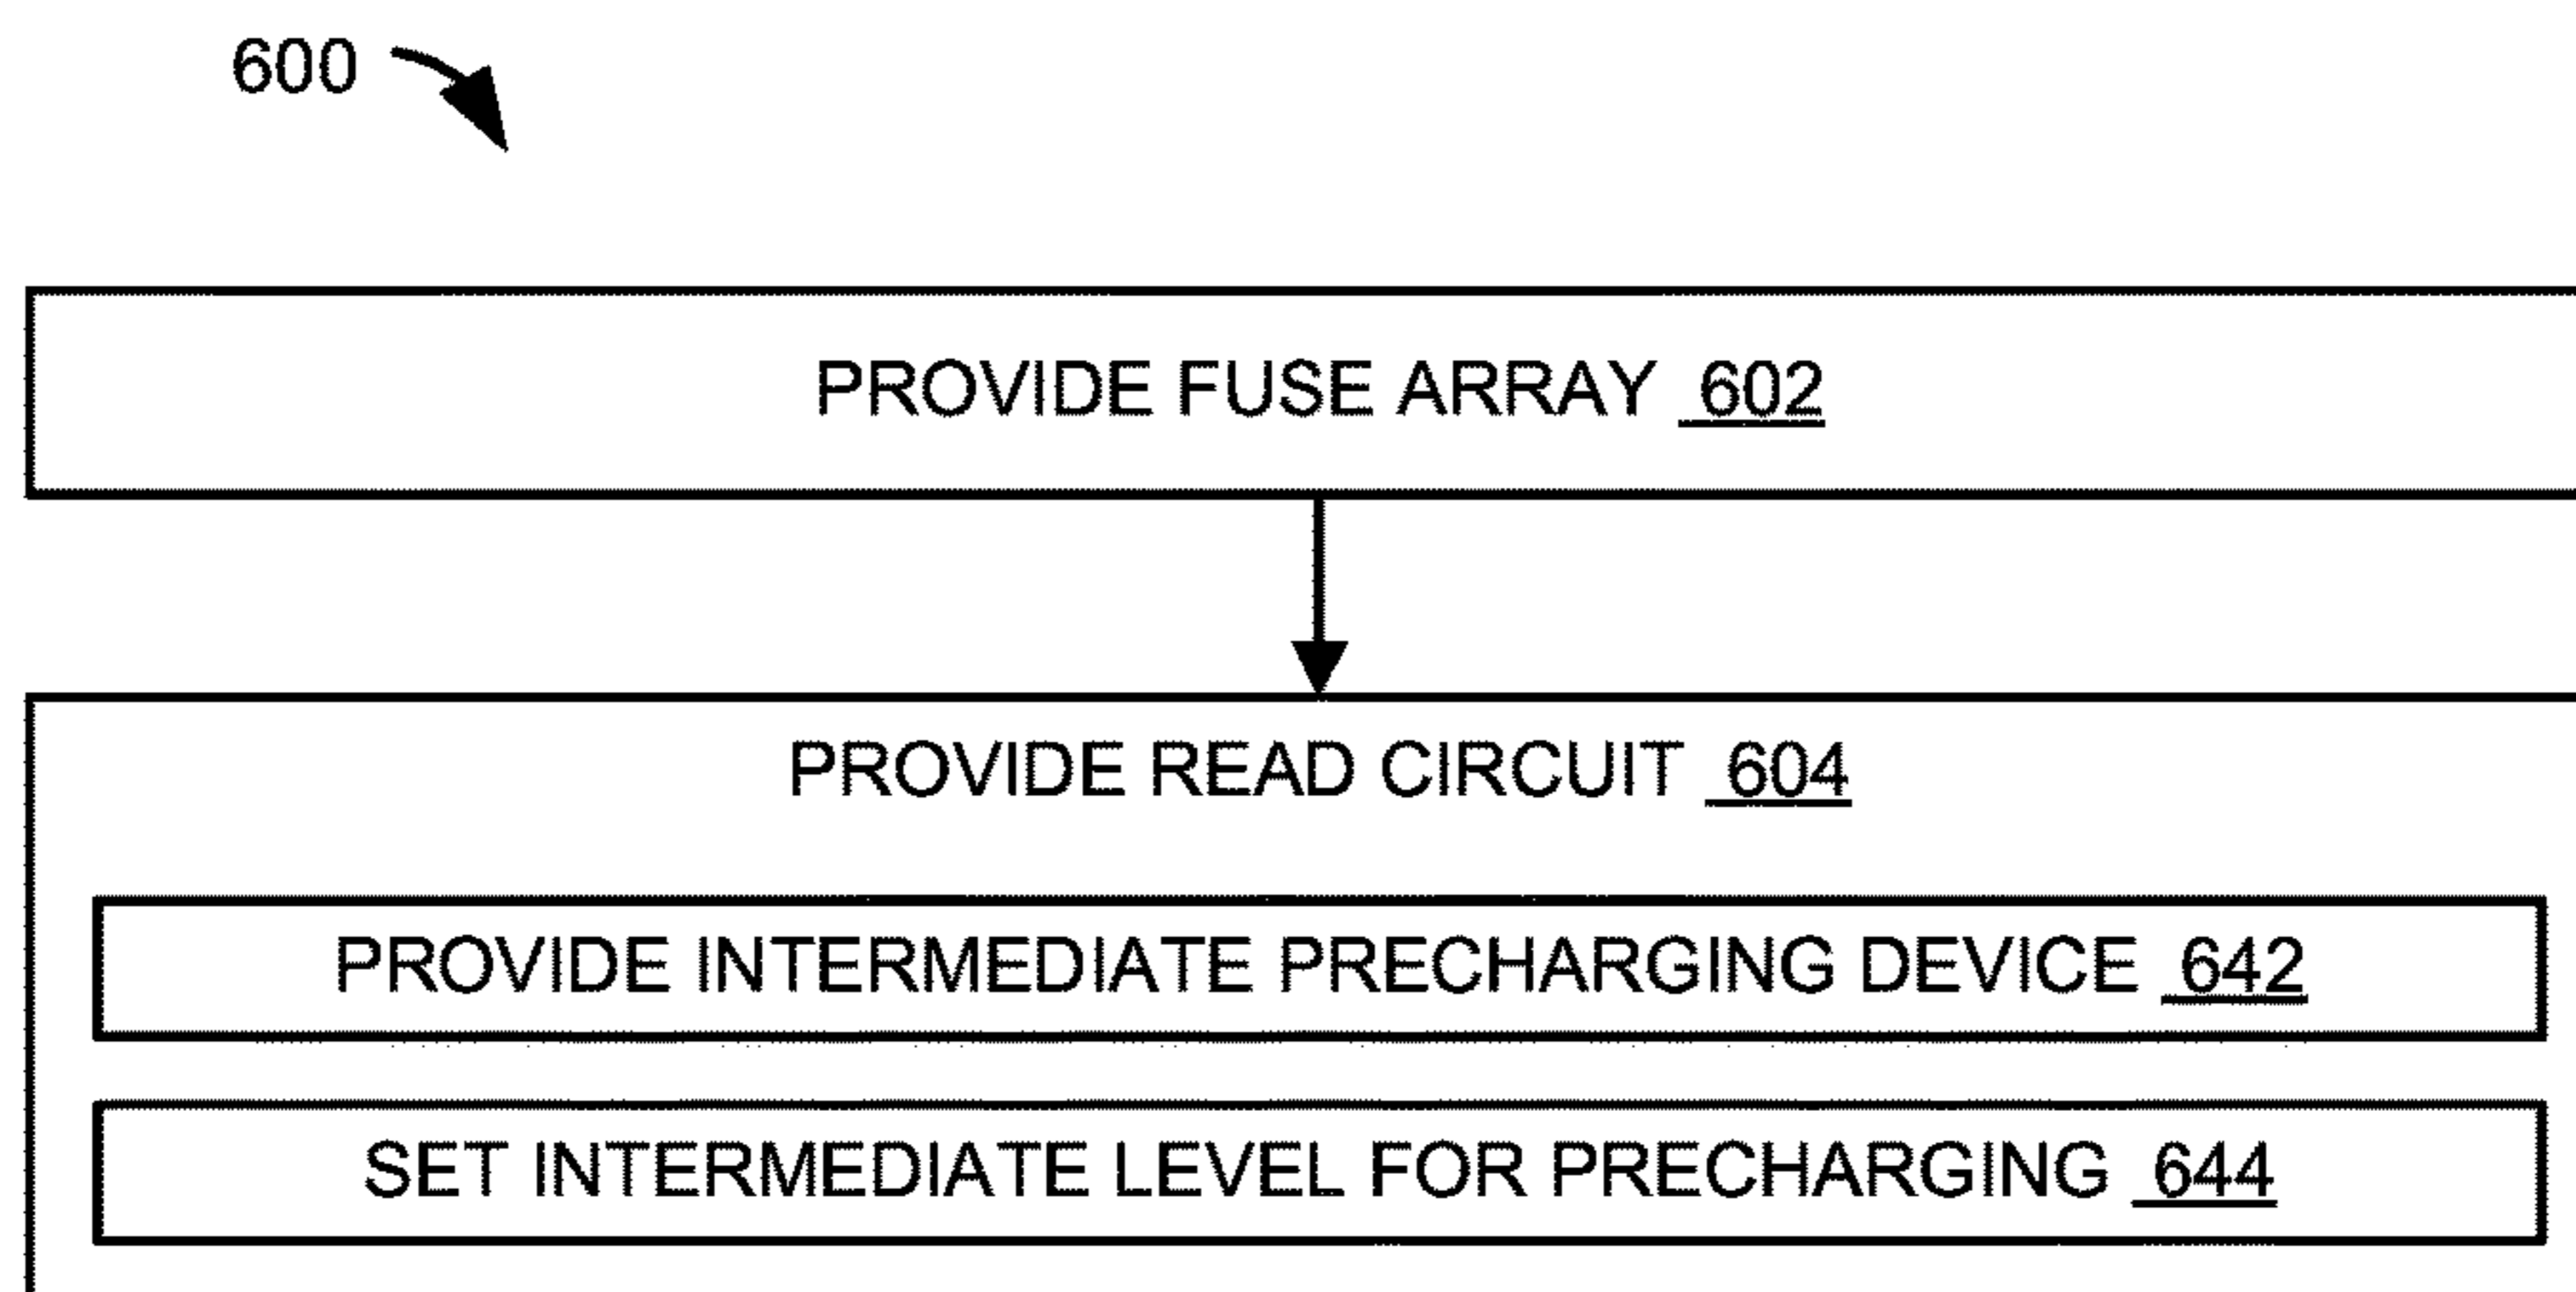 600
PROVIDE FUSE ARRAY 602
PROVIDE READ CIRCUIT 604
PROVIDE INTERMEDIATE PRECHARGING DEVICE 642
SET INTERMEDIATE LEVEL FOR PRECHARGING 644